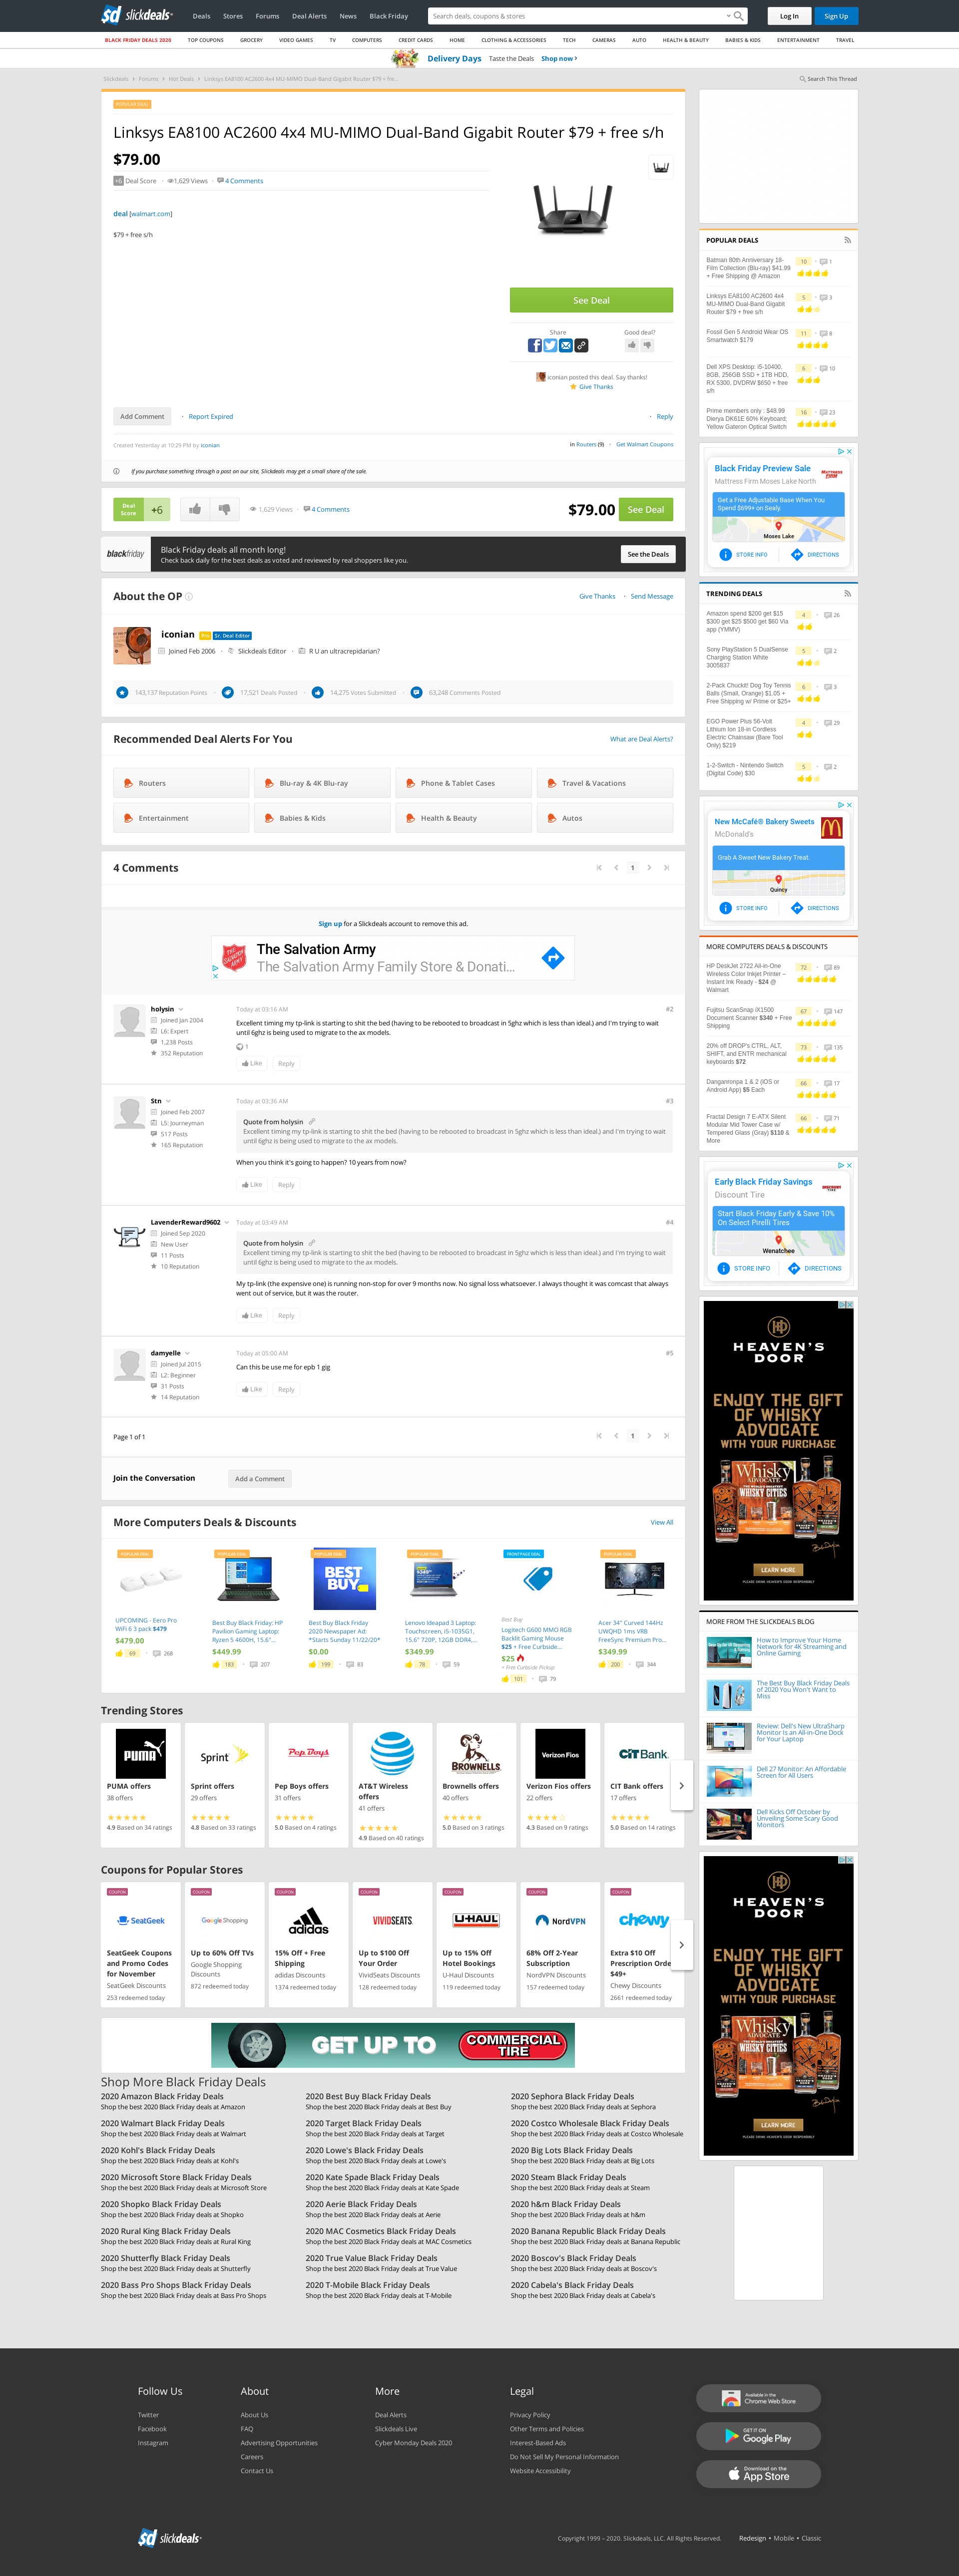 slickdeals
Deals Stores Forums Deal Alerts News Black Friday
Search deals, coupons & stores
Log In Sign Up
BLACK FRIDAY DEALS 2020 TOP COUPONS GROCERY VIDEO GAMES TV COMPUTERS CREDIT CARDS HOME CLOTHING & ACCESSORIES TECH CAMERAS AUTO HEALTH & BEAUTY BABIES & KIDS ENTERTAINMENT TRAVEL
Delivery Days Taste the Deals Shop now
Slickdeals Forums Hot Deals Linksys EA8100 AC2600 4x4 MU-MIMO Dual-Band Gigabit Router $79 + fre...
Search This Thread
POPULAR DEAL
Linksys EA8100 AC2600 4x4 MU-MIMO Dual-Band Gigabit Router $79 + free s/h
$79.00
+6 Deal Score 1,629 Views 4 Comments
deal [walmart.com]
$79 + free s/h
See Deal
Share Good deal?
iconian posted this deal. Say thanks!
Give Thanks
Add Comment Report Expired Reply
Created Yesterday at 10:29 PM by iconian
in Routers (9) Get Walmart Coupons
If you purchase something through a post on our site, Slickdeals may get a small share of the sale.
Deal Score +6 1,629 Views 4 Comments $79.00 See Deal
blackfriday
Black Friday deals all month long!
Check back daily for the best deals as voted and reviewed by real shoppers like you.
See the Deals
About the OP Give Thanks Send Message
iconian Pro Sr. Deal Editor
Joined Feb 2006 Slickdeals Editor R U an ultracrepidarian?
143,137 Reputation Points 17,521 Deals Posted 14,275 Votes Submitted 63,248 Comments Posted
Recommended Deal Alerts For You What are Deal Alerts?
Routers Blu-ray & 4K Blu-ray Phone & Tablet Cases Travel & Vacations
Entertainment Babies & Kids Health & Beauty Autos
4 Comments 1
Sign up for a Slickdeals account to remove this ad.
The Salvation Army
The Salvation Army Family Store & Donati...
holysin Today at 03:16 AM #2
Joined Jan 2004
L6: Expert
1,238 Posts
352 Reputation
Excellent timing my tp-link is starting to shit the bed (having to be rebooted to broadcast in 5ghz which is less than ideal.) and I'm trying to wait
until 6ghz is being used to migrate to the ax models.
1
Like Reply
Stn Today at 03:36 AM #3
Joined Feb 2007
L5: Journeyman
517 Posts
165 Reputation
Quote from holysin
Excellent timing my tp-link is starting to shit the bed (having to be rebooted to broadcast in 5ghz which is less than ideal.) and I'm trying to wait
until 6ghz is being used to migrate to the ax models.
When you think it's going to happen? 10 years from now?
Like Reply
LavenderReward9602 Today at 03:49 AM #4
Joined Sep 2020
New User
11 Posts
10 Reputation
Quote from holysin
Excellent timing my tp-link is starting to shit the bed (having to be rebooted to broadcast in 5ghz which is less than ideal.) and I'm trying to wait
until 6ghz is being used to migrate to the ax models.
My tp-link (the expensive one) is running non-stop for over 9 months now. No signal loss whatsoever. I always thought it was comcast that always
went out of service, but it was the router.
Like Reply
damyelle Today at 05:00 AM #5
Joined Jul 2015
L2: Beginner
31 Posts
14 Reputation
Can this be use me for epb 1 gig
Like Reply
Page 1 of 1 1
Join the Conversation Add a Comment
More Computers Deals & Discounts View All
POPULAR DEAL
UPCOMING - Eero Pro
WiFi 6 3 pack $479
$479.00
69 268
POPULAR DEAL
Best Buy Black Friday: HP
Pavilion Gaming Laptop:
Ryzen 5 4600H, 15.6"...
$449.99
183 207
POPULAR DEAL
BEST BUY
Best Buy Black Friday
2020 Newspaper Ad:
*Starts Sunday 11/22/20*
$0.00
199 83
POPULAR DEAL
Lenovo Ideapad 3 Laptop:
Touchscreen, i5-1035G1,
15.6" 720P, 12GB DDR4,...
$349.99
78 59
FRONTPAGE DEAL
Best Buy
Logitech G600 MMO RGB
Backlit Gaming Mouse
$25 + Free Curbside...
$25
+ Free Curbside Pickup
101 79
POPULAR DEAL
Acer 34" Curved 144Hz
UWQHD 1ms VRB
FreeSync Premium Pro...
$349.99
200 344
Trending Stores
PUMA
PUMA offers
38 offers
4.9 Based on 34 ratings
Sprint
Sprint offers
29 offers
4.8 Based on 33 ratings
Pep Boys
Pep Boys offers
31 offers
5.0 Based on 4 ratings
AT&T Wireless
offers
41 offers
4.9 Based on 40 ratings
BROWNELLS
Brownells offers
40 offers
5.0 Based on 3 ratings
Verizon Fios
Verizon Fios offers
22 offers
4.3 Based on 9 ratings
CIT Bank
CIT Bank offers
17 offers
5.0 Based on 14 ratings
Coupons for Popular Stores
COUPON
SeatGeek
SeatGeek Coupons
and Promo Codes
for November
SeatGeek Discounts
253 redeemed today
COUPON
Google Shopping
Up to 60% Off TVs
Google Shopping
Discounts
872 redeemed today
COUPON
adidas
15% Off + Free
Shipping
adidas Discounts
1374 redeemed today
COUPON
VIVID SEATS
Up to $100 Off
Your Order
VividSeats Discounts
128 redeemed today
COUPON
U-HAUL
Up to 15% Off
Hotel Bookings
U-Haul Discounts
119 redeemed today
COUPON
NordVPN
68% Off 2-Year
Subscription
NordVPN Discounts
157 redeemed today
COUPON
chewy
Extra $10 Off
Prescription Orde
$49+
Chewy Discounts
2661 redeemed today
GET UP TO COMMERCIAL TIRE
Shop More Black Friday Deals
2020 Amazon Black Friday Deals
Shop the best 2020 Black Friday deals at Amazon
2020 Best Buy Black Friday Deals
Shop the best 2020 Black Friday deals at Best Buy
2020 Sephora Black Friday Deals
Shop the best 2020 Black Friday deals at Sephora
2020 Walmart Black Friday Deals
Shop the best 2020 Black Friday deals at Walmart
2020 Target Black Friday Deals
Shop the best 2020 Black Friday deals at Target
2020 Costco Wholesale Black Friday Deals
Shop the best 2020 Black Friday deals at Costco Wholesale
2020 Kohl's Black Friday Deals
Shop the best 2020 Black Friday deals at Kohl's
2020 Lowe's Black Friday Deals
Shop the best 2020 Black Friday deals at Lowe's
2020 Big Lots Black Friday Deals
Shop the best 2020 Black Friday deals at Big Lots
2020 Microsoft Store Black Friday Deals
Shop the best 2020 Black Friday deals at Microsoft Store
2020 Kate Spade Black Friday Deals
Shop the best 2020 Black Friday deals at Kate Spade
2020 Steam Black Friday Deals
Shop the best 2020 Black Friday deals at Steam
2020 Shopko Black Friday Deals
Shop the best 2020 Black Friday deals at Shopko
2020 Aerie Black Friday Deals
Shop the best 2020 Black Friday deals at Aerie
2020 h&m Black Friday Deals
Shop the best 2020 Black Friday deals at h&m
2020 Rural King Black Friday Deals
Shop the best 2020 Black Friday deals at Rural King
2020 MAC Cosmetics Black Friday Deals
Shop the best 2020 Black Friday deals at MAC Cosmetics
2020 Banana Republic Black Friday Deals
Shop the best 2020 Black Friday deals at Banana Republic
2020 Shutterfly Black Friday Deals
Shop the best 2020 Black Friday deals at Shutterfly
2020 True Value Black Friday Deals
Shop the best 2020 Black Friday deals at True Value
2020 Boscov's Black Friday Deals
Shop the best 2020 Black Friday deals at Boscov's
2020 Bass Pro Shops Black Friday Deals
Shop the best 2020 Black Friday deals at Bass Pro Shops
2020 T-Mobile Black Friday Deals
Shop the best 2020 Black Friday deals at T-Mobile
2020 Cabela's Black Friday Deals
Shop the best 2020 Black Friday deals at Cabela's
POPULAR DEALS
Batman 80th Anniversary 18-
Film Collection (Blu-ray) $41.99
+ Free Shipping @ Amazon
10 1
Linksys EA8100 AC2600 4x4
MU-MIMO Dual-Band Gigabit
Router $79 + free s/h
5 3
Fossil Gen 5 Android Wear OS
Smartwatch $179
11 8
Dell XPS Desktop: i5-10400,
8GB, 256GB SSD + 1TB HDD,
RX 5300, DVDRW $650 + free
s/h
6 10
Prime members only : $48.99
Dierya DK61E 60% Keyboard;
Yellow Gateron Optical Switch
16 23
Black Friday Preview Sale
Mattress Firm Moses Lake North
Get a Free Adjustable Base When You
Spend $699+ on Sealy.
Moses Lake
STORE INFO DIRECTIONS
TRENDING DEALS
Amazon spend $200 get $15
$300 get $25 $500 get $60 Via
app (YMMV)
4 26
Sony PlayStation 5 DualSense
Charging Station White
3005837
5 2
2-Pack Chuckit! Dog Toy Tennis
Balls (Small, Orange) $1.05 +
Free Shipping w/ Prime or $25+
6 3
EGO Power Plus 56-Volt
Lithium Ion 18-in Cordless
Electric Chainsaw (Bare Tool
Only) $219
4 29
1-2-Switch - Nintendo Switch
(Digital Code) $30
5 2
New McCafé® Bakery Sweets
McDonald's
Grab A Sweet New Bakery Treat.
Quincy
STORE INFO DIRECTIONS
MORE COMPUTERS DEALS & DISCOUNTS
HP DeskJet 2722 All-in-One
Wireless Color Inkjet Printer –
Instant Ink Ready - $24 @
Walmart
72 89
Fujitsu ScanSnap iX1500
Document Scanner $340 + Free
Shipping
67 147
20% off DROP's CTRL, ALT,
SHIFT, and ENTR mechanical
keyboards $72
73 135
Danganronpa 1 & 2 (iOS or
Android App) $5 Each
66 17
Fractal Design 7 E-ATX Silent
Modular Mid Tower Case w/
Tempered Glass (Gray) $110 &
More
66 71
Early Black Friday Savings
Discount Tire
Start Black Friday Early & Save 10%
On Select Pirelli Tires
Wenatchee
STORE INFO DIRECTIONS
HEAVEN'S DOOR
ENJOY THE GIFT
OF WHISKY
ADVOCATE
WITH YOUR PURCHASE
Whisky Advocate
WHISKY CITIES
LEARN MORE
MORE FROM THE SLICKDEALS BLOG
How to Improve Your Home
Network for 4K Streaming and
Online Gaming
The Best Buy Black Friday Deals
of 2020 You Won't Want to
Miss
Review: Dell's New UltraSharp
Monitor Is an All-in-One Dock
for Your Laptop
Dell 27 Monitor: An Affordable
Screen for All Users
Dell Kicks Off October by
Unveiling Some Scary Good
Monitors
HEAVEN'S DOOR
ENJOY THE GIFT
OF WHISKY
ADVOCATE
WITH YOUR PURCHASE
Whisky Advocate
WHISKY CITIES
LEARN MORE
Follow Us
Twitter
Facebook
Instagram
About
About Us
FAQ
Advertising Opportunities
Careers
Contact Us
More
Deal Alerts
Slickdeals Live
Cyber Monday Deals 2020
Legal
Privacy Policy
Other Terms and Policies
Interest-Based Ads
Do Not Sell My Personal Information
Website Accessibility
Available in the
Chrome Web Store
GET IT ON
Google Play
Download on the
App Store
slickdeals
Copyright 1999 – 2020. Slickdeals, LLC. All Rights Reserved. Redesign • Mobile • Classic